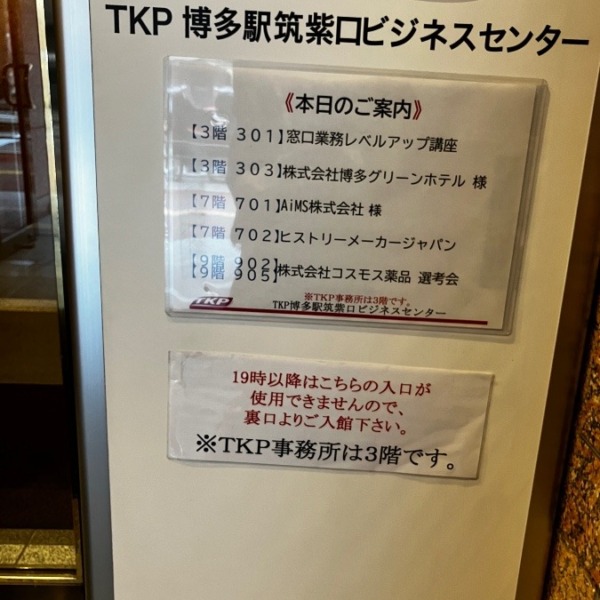 TKP 博多駅筑紫口ビジネスセンター
《本日のご案内》
【3階 301】窓口業務レベルアップ講座
【3階 303】株式会社博多グリーンホテル 様
【7階 701】AiMS株式会社 様
【7階 702】ヒストリーメーカージャパン
【9階 902】
【9階 905】株式会社コスモス薬品 選考会
※TKP事務所は3階です。
TKP TKP博多駅筑紫口ビジネスセンター
19時以降はこちらの入口が
使用できませんので、
裏口よりご入館下さい。
※TKP事務所は3階です。